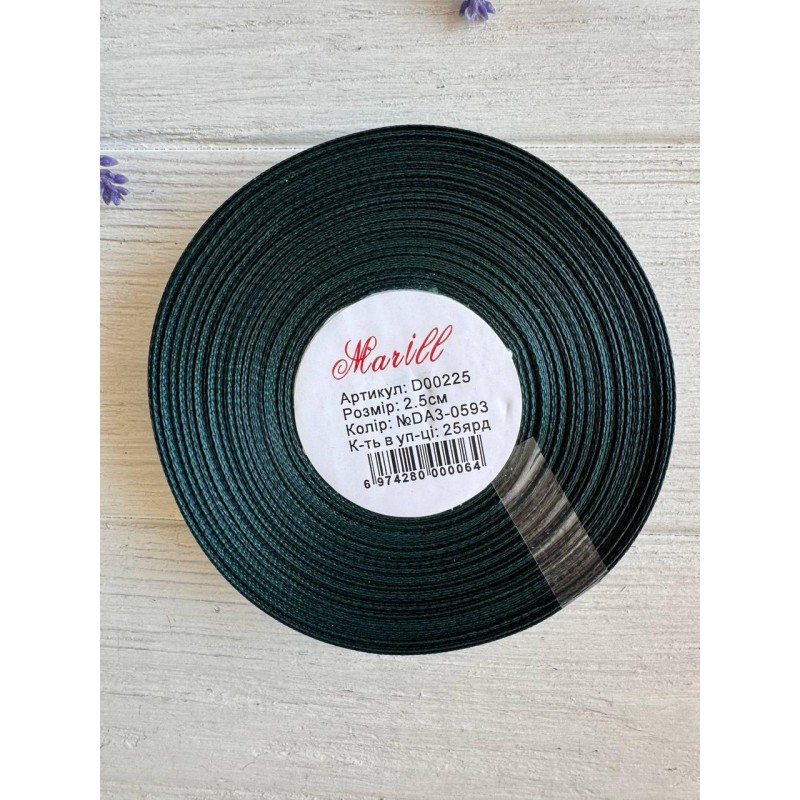 Marill
Артикул: D00225
Розмір: 2.5см
Колір: №DA3-0593
К-ть в уп-ці: 25ярд
6 974280 000064